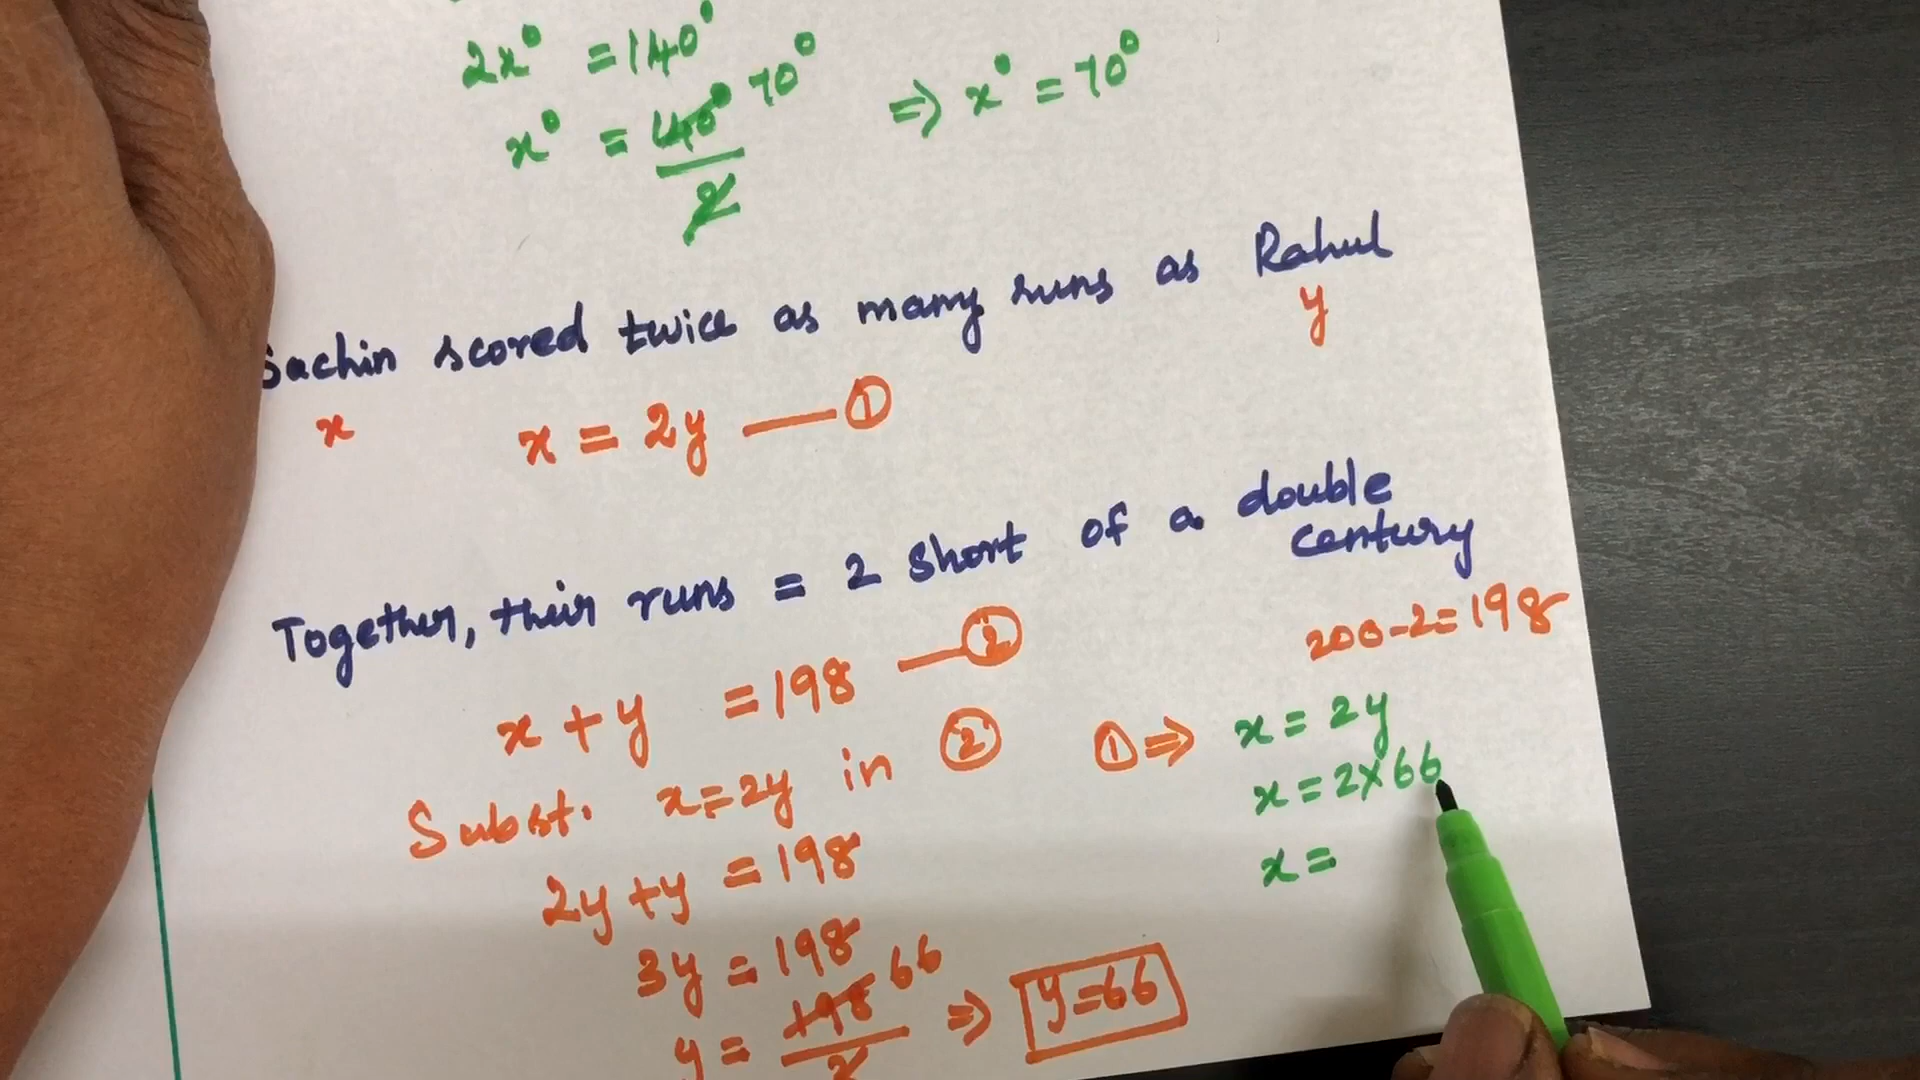 2x° = 140°
x° = 140°/2 70° ⇒ x° = 70°
Sachin scored twice as many runs as Rahul
x y
x = 2y — ①
Together, their runs = 2 short of a double century
200-2=198
x + y = 198 — ②
Subst. x=2y in ②
2y + y = 198
3y = 198
y = 198 66 ⇒ y=66
① ⇒ x = 2y
x = 2×66
x =